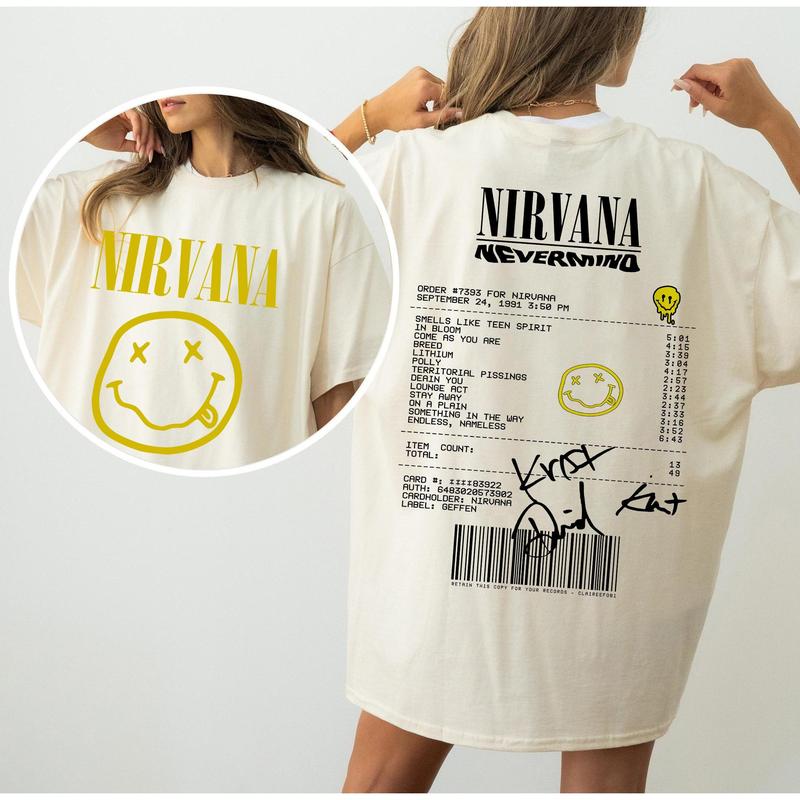 NIRVANA
NIRVANA
NEVERMIND
ORDER #7393 FOR NIRVANA
SEPTEMBER 24, 1991 3:50 PM
SMELLS LIKE TEEN SPIRIT 5:01
IN BLOOM 4:15
COME AS YOU ARE 3:39
BREED 3:04
LITHIUM 4:17
POLLY 2:57
TERRITORIAL PISSINGS 2:23
DEAIN YOU 3:44
LOUNGE ACT 2:37
STAY AWAY 3:33
ON A PLAIN 3:16
SOMETHING IN THE WAY 3:52
ENDLESS, NAMELESS 6:43
ITEM COUNT: 13
TOTAL: 49
Krist
David
Kurt
CARD #: ‡‡‡‡83922
AUTH: 6483020573902
CARDHOLDER: NIRVANA
LABEL: GEFFEN
RETAIN THIS COPY FOR YOUR RECORDS - CLAIREEFO81